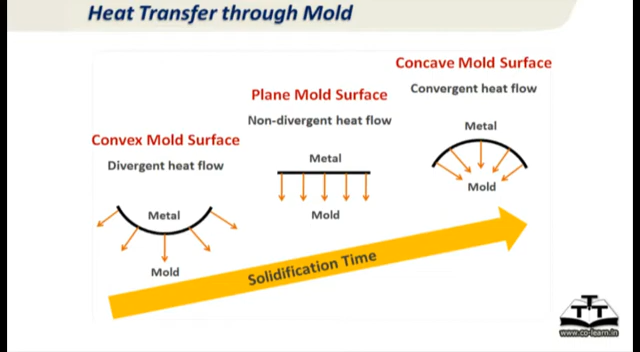 Heat Transfer through Mold
Concave Mold Surface
Convergent heat flow
Metal
Mold
Plane Mold Surface
Non-divergent heat flow
Metal
Mold
Convex Mold Surface
Divergent heat flow
Metal
Mold
Solidification Time
TTT
www.co-learn.in